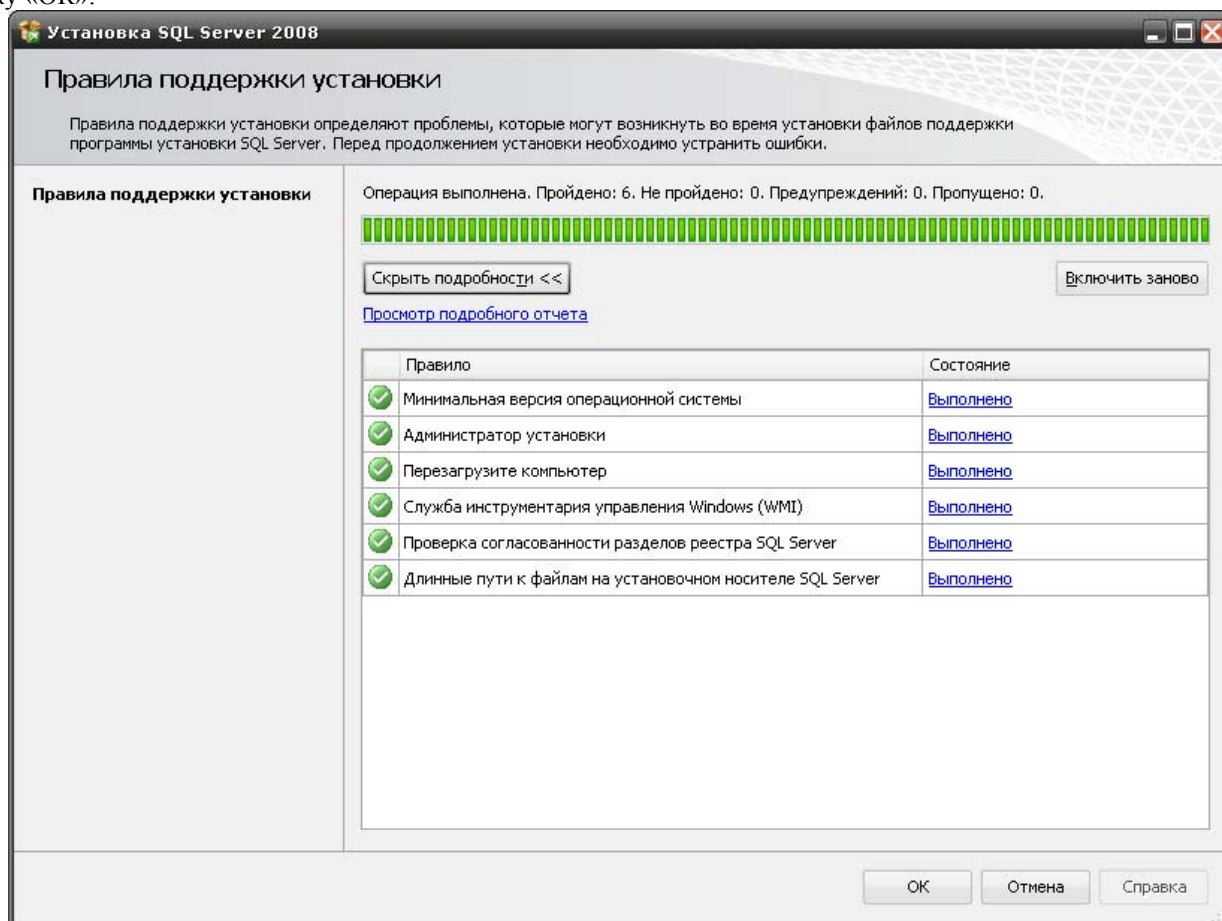 «ОК».
Установка SQL Server 2008
Правила поддержки установки
Правила поддержки установки определяют проблемы, которые могут возникнуть во время установки файлов поддержки
программы установки SQL Server. Перед продолжением установки необходимо устранить ошибки.
Правила поддержки установки
Операция выполнена. Пройдено: 6. Не пройдено: 0. Предупреждений: 0. Пропущено: 0.
Скрыть подробности <<
Включить заново
Просмотр подробного отчета
Правило Состояние
Минимальная версия операционной системы Выполнено
Администратор установки Выполнено
Перезагрузите компьютер Выполнено
Служба инструментария управления Windows (WMI) Выполнено
Проверка согласованности разделов реестра SQL Server Выполнено
Длинные пути к файлам на установочном носителе SQL Server Выполнено
ОК Отмена Справка